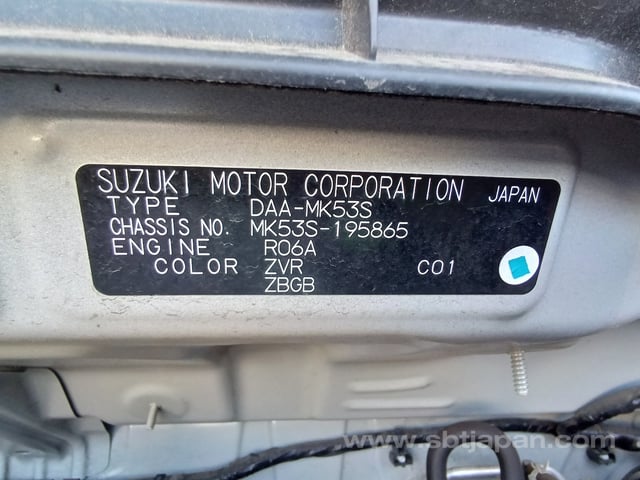 SUZUKI MOTOR CORPORATION JAPAN
TYPE DAA-MK53S
CHASSIS NO. MK53S-195865
ENGINE R06A
COLOR ZVR C01
ZBGB
www.sbtjapan.com